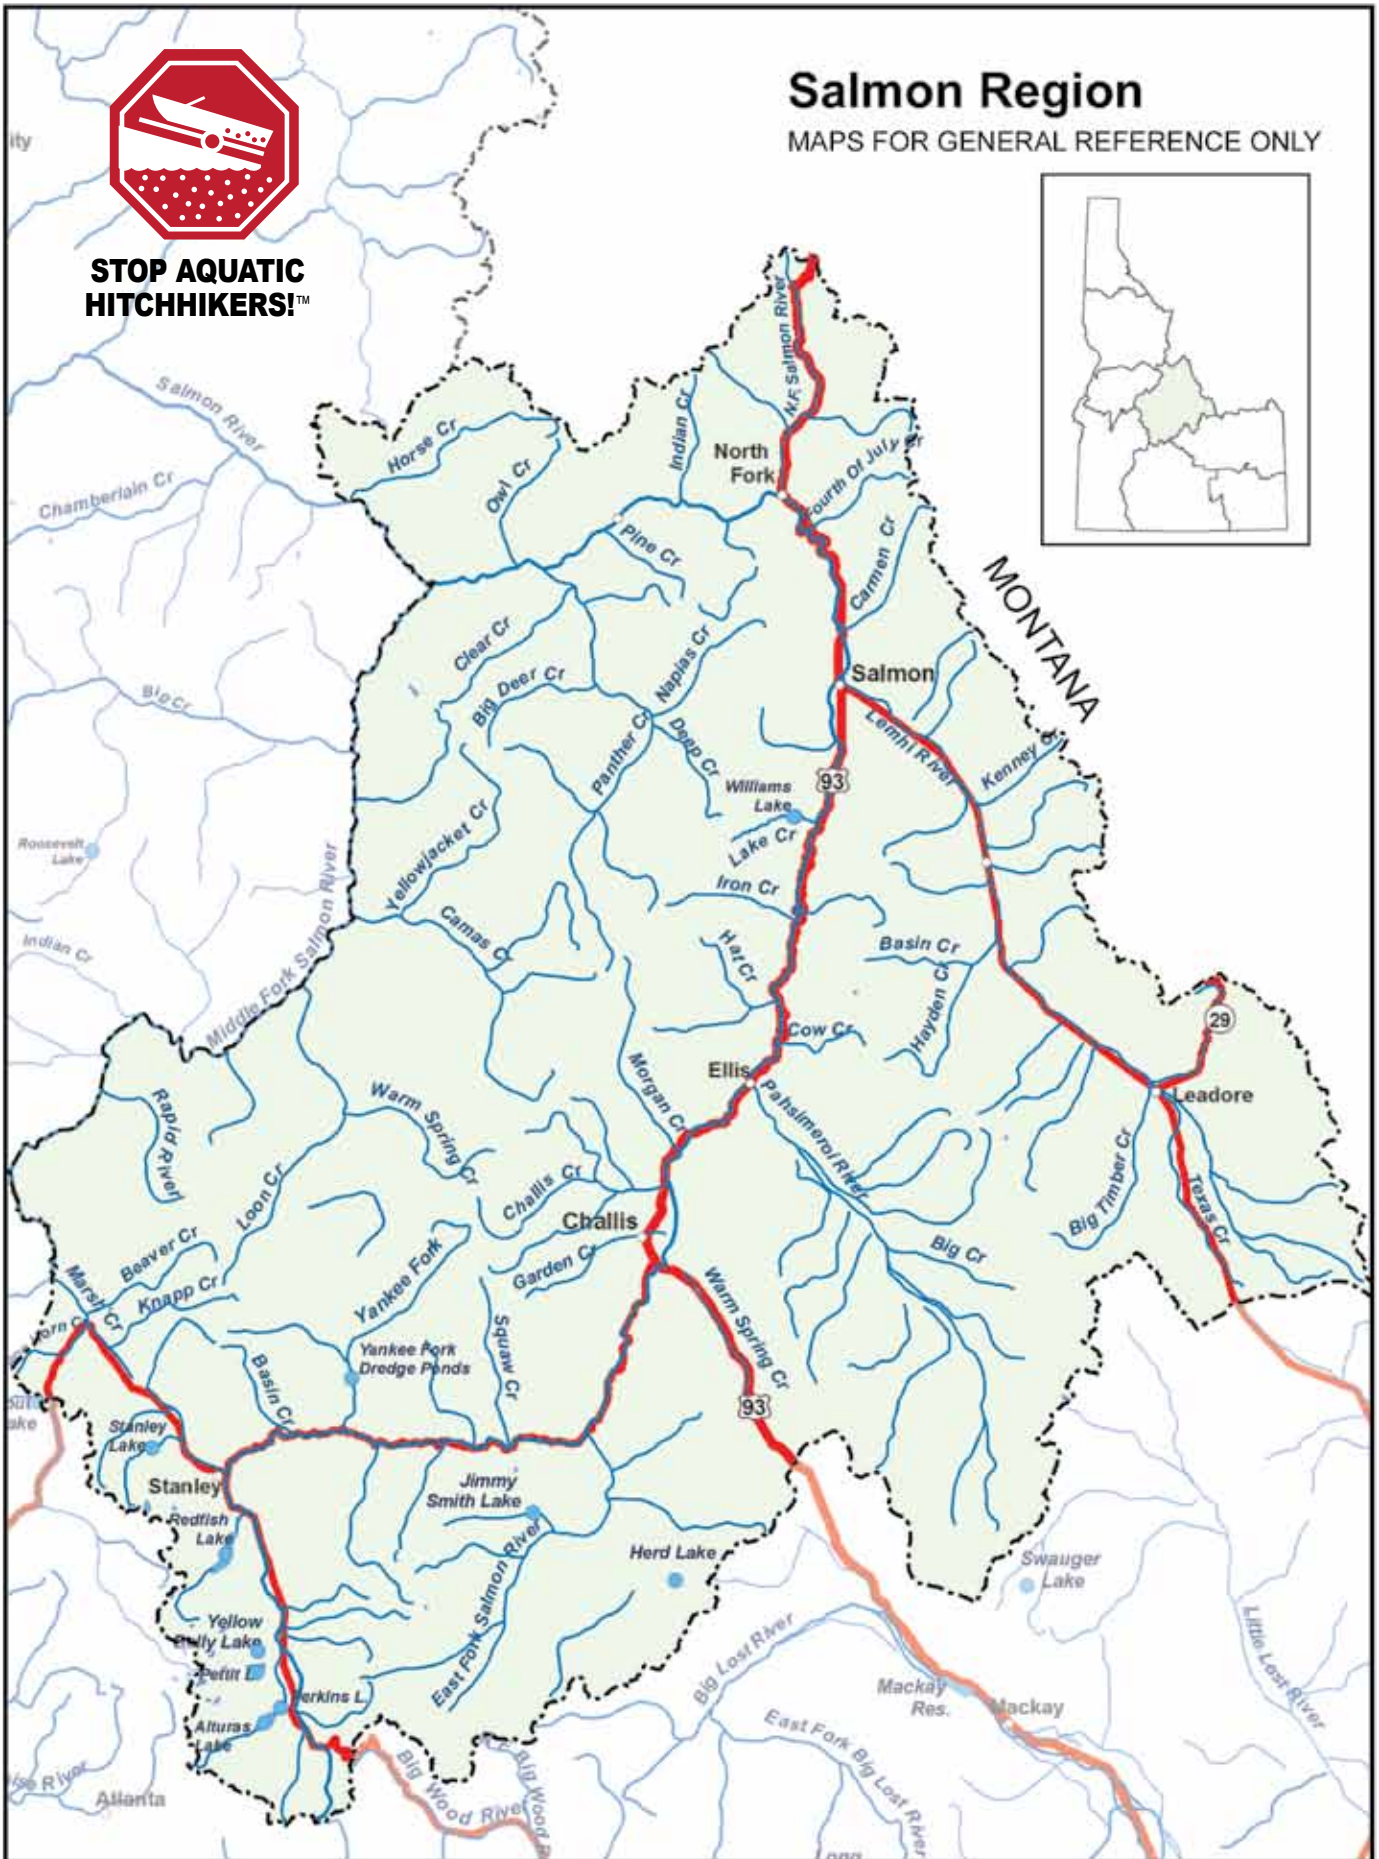 Salmon Region
MAPS FOR GENERAL REFERENCE ONLY
STOP AQUATIC
HITCHHIKERS!™
ity
MONTANA
Salmon River
Chamberlain Cr
Horse Cr
Owl Cr
Indian Cr
N.F. Salmon River
North
Fork
Fourth Of July Cr
Pine Cr
Carmen Cr
Clear Cr
Big Deer Cr
Napias Cr
Salmon
Big Cr
Panther Cr
Deep Cr
Lemhi River
Kenney Cr
93
Williams
Lake
Lake Cr
Roosevelt
Lake
Yellowjacket Cr
Iron Cr
Camas Cr
Hat Cr
Basin Cr
Hayden Cr
Indian Cr
Middle Fork Salmon River
29
Cow Cr
Ellis
Morgan Cr
Pahsimeroi River
Leadore
Rapid River
Warm Spring Cr
Loon Cr
Challis Cr
Challis
Big Timber Cr
Texas Cr
Beaver Cr
Yankee Fork
Garden Cr
Big Cr
Marsh Cr
Knapp Cr
Horn Cr
Warm Spring Cr
Squaw Cr
Yankee Fork
Dredge Ponds
Basin Cr
93
ake
Stanley
Lake
Stanley
Jimmy
Smith Lake
Redfish
Lake
Herd Lake
Swauger
Lake
East Fork Salmon River
Yellow
Belly Lake
Pettit L
Perkins L.
Alturas
Lake
Big Lost River
Little Lost River
Mackay
Res.
Mackay
East Fork Big Lost River
Big Wood River
Atlanta
Long